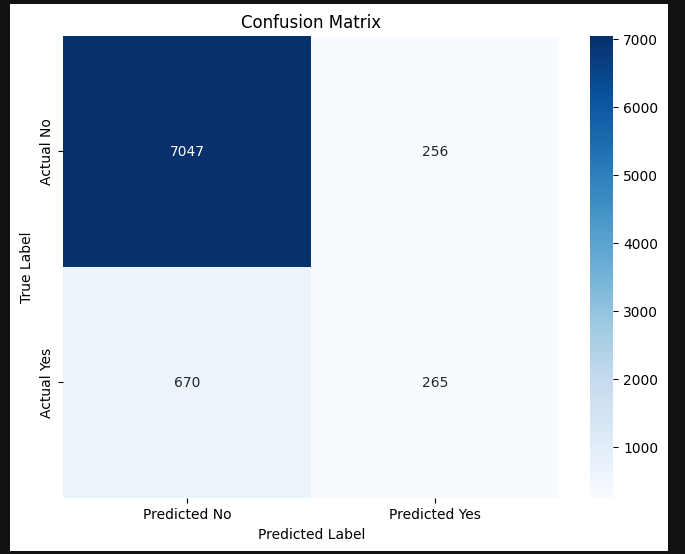 Confusion Matrix
7000
7047
256
Actual No
6000
5000
True Label
4000
3000
670
265
Actual Yes
2000
1000
Predicted No
Predicted Yes
Predicted Label